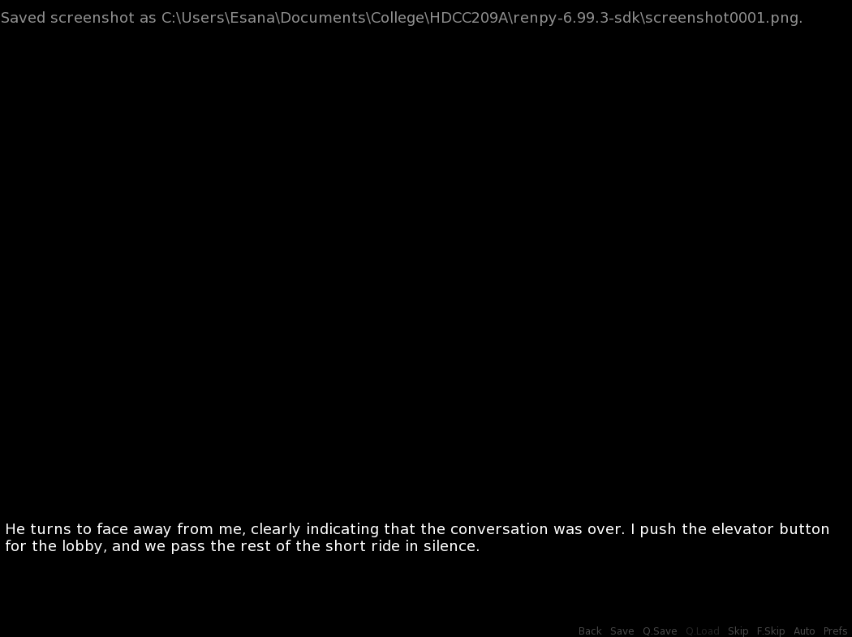 Saved screenshot as C:\Users\Esana\Documents\College\HDCC209A\renpy-6.99.3-sdk\screenshot0001.png.
He turns to face away from me, clearly indicating that the conversation was over. I push the elevator button
for the lobby, and we pass the rest of the short ride in silence.
Back Save Q.Save Q.Load Skip F.Skip Auto Prefs